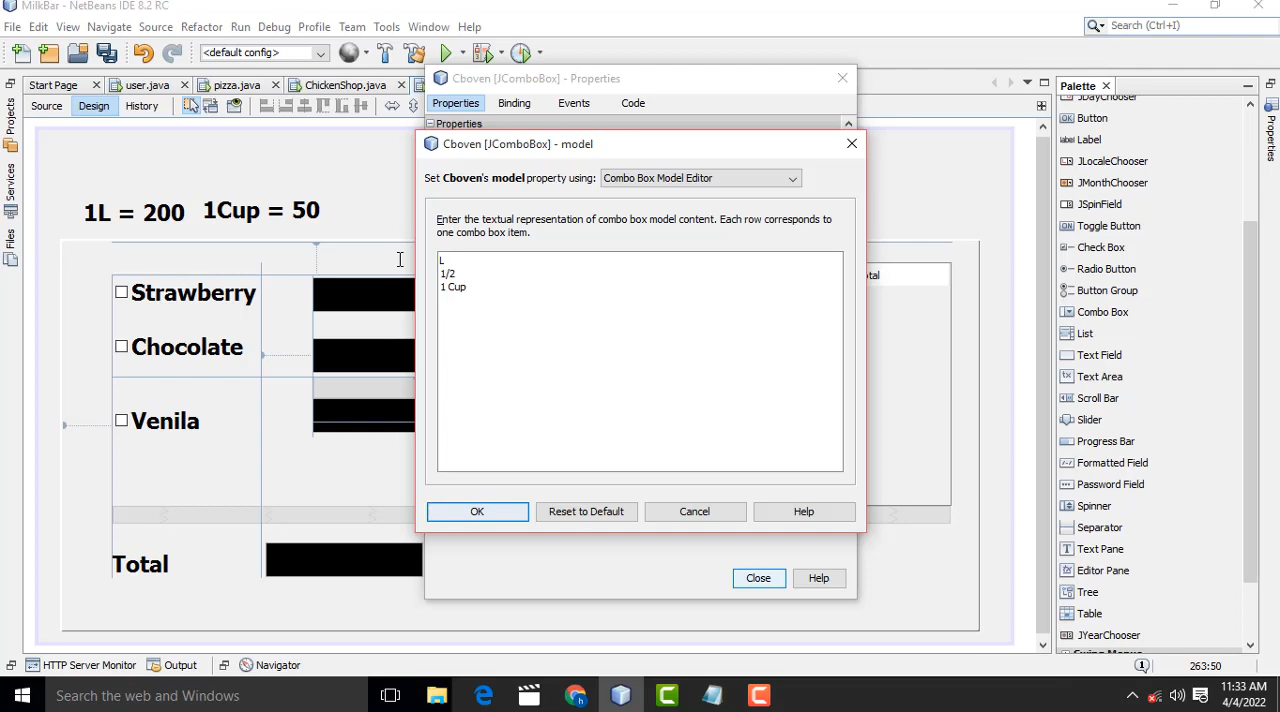 MilkBar - NetBeans IDE 8.2 RC
File Edit View Navigate Source Refactor Run Debug Profile Team Tools Window Help
Search (Ctrl+I)
<default config>
Start Page user.java pizza.java ChickenShop.java
Source Design History
Cboven [JComboBox] - Properties
Properties Binding Events Code
Properties
Cboven [JComboBox] - model
Set Cboven's model property using: Combo Box Model Editor
Enter the textual representation of combo box model content. Each row corresponds to
one combo box item.
L
1/2
1 Cup
OK Reset to Default Cancel Help
Close Help
1L = 200 1Cup = 50
Strawberry
Chocolate
Venila
Total
tal
Projects
Services
Files
Palette
JDayChooser
Button
Label
JLocaleChooser
JMonthChooser
JSpinField
Toggle Button
Check Box
Radio Button
Button Group
Combo Box
List
Text Field
Text Area
Scroll Bar
Slider
Progress Bar
Formatted Field
Password Field
Spinner
Separator
Text Pane
Editor Pane
Tree
Table
JYearChooser
Swing Menus
Properties
HTTP Server Monitor Output Navigator
1 263:50
Search the web and Windows
11:33 AM
4/4/2022